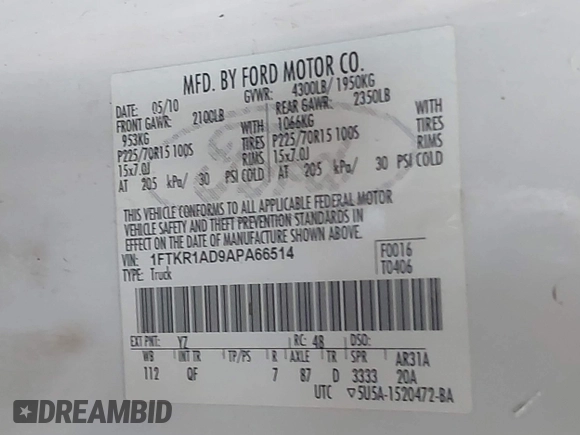 MFD. BY FORD MOTOR CO.
DATE: 05/10 GVWR: 4300LB/ 1950KG
FRONT GAWR: 2100LB REAR GAWR: 2350LB
953KG WITH 1066KG WITH
P225/70R15 100S TIRES P225/70R15 100S TIRES
15x7.0J RIMS 15x7.0J RIMS
AT 205 kPa/ 30 PSI COLD AT 205 kPa/ 30 PSI COLD
THIS VEHICLE CONFORMS TO ALL APPLICABLE FEDERAL MOTOR
VEHICLE SAFETY AND THEFT PREVENTION STANDARDS IN
EFFECT ON THE DATE OF MANUFACTURE SHOWN ABOVE.
VIN: 1FTKR1AD9APA66514 F0016
TYPE: Truck T0406
EXT PNT: YZ RC: 48 DSO:
WB INT TR TP/PS R AXLE TR SPR AR31A
112 QF 7 87 D 3333 20A
UTC ▽5U5A-1520472-BA
DREAMBID